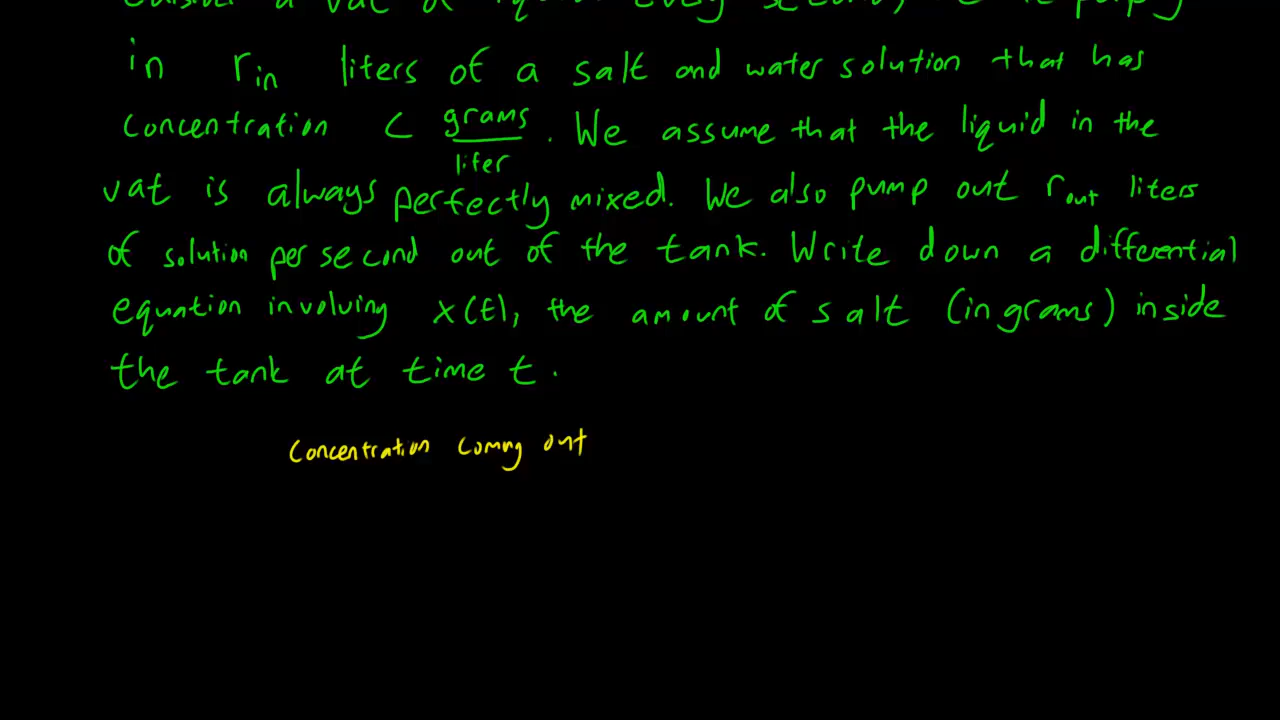 in r_in liters of a salt and water solution that has
concentration C grams/liter. We assume that the liquid in the
vat is always perfectly mixed. We also pump out r_out liters
of solution per second out of the tank. Write down a differential
equation involving x(t), the amount of salt (in grams) inside
the tank at time t.
Concentration coming out